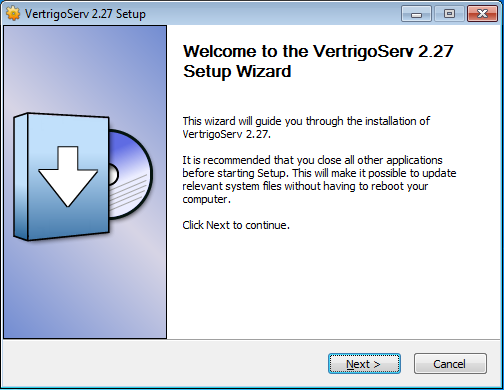 VertrigoServ 2.27 Setup
Welcome to the VertrigoServ 2.27
Setup Wizard
This wizard will guide you through the installation of
VertrigoServ 2.27.
It is recommended that you close all other applications
before starting Setup. This will make it possible to update
relevant system files without having to reboot your
computer.
Click Next to continue.
Next >
Cancel